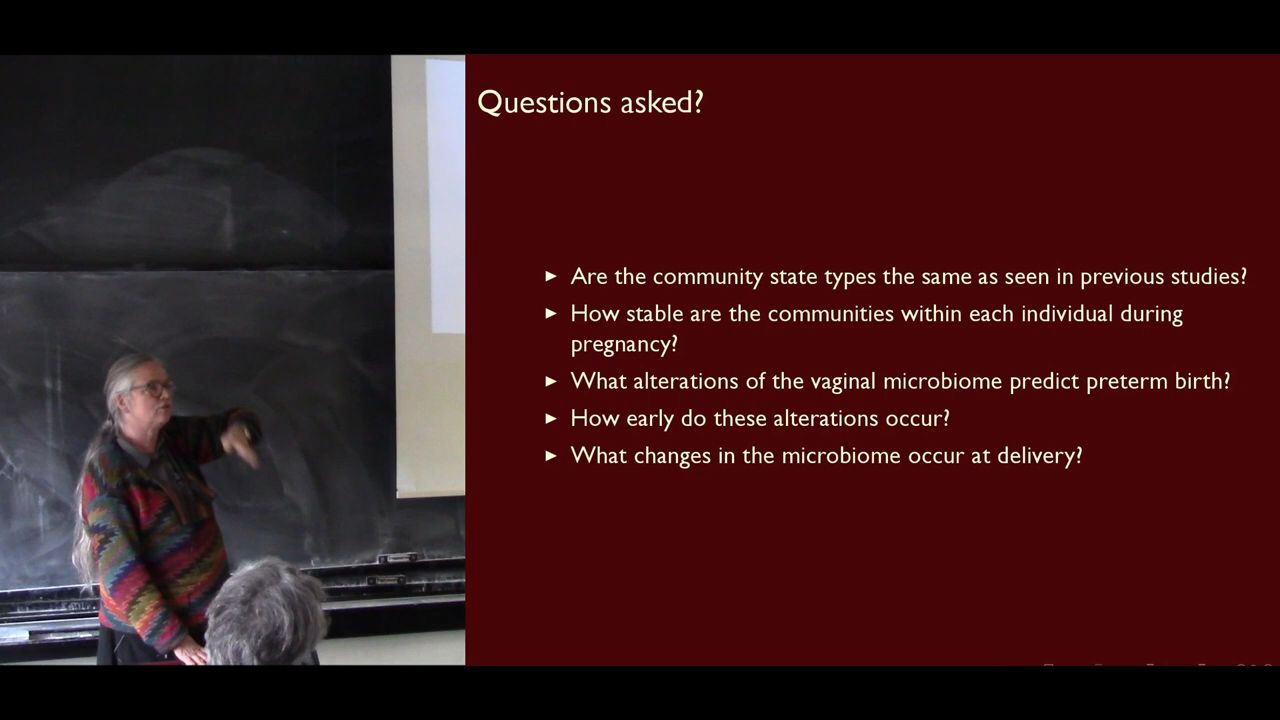 Questions asked?
▸ Are the community state types the same as seen in previous studies?
▸ How stable are the communities within each individual during
pregnancy?
▸ What alterations of the vaginal microbiome predict preterm birth?
▸ How early do these alterations occur?
▸ What changes in the microbiome occur at delivery?